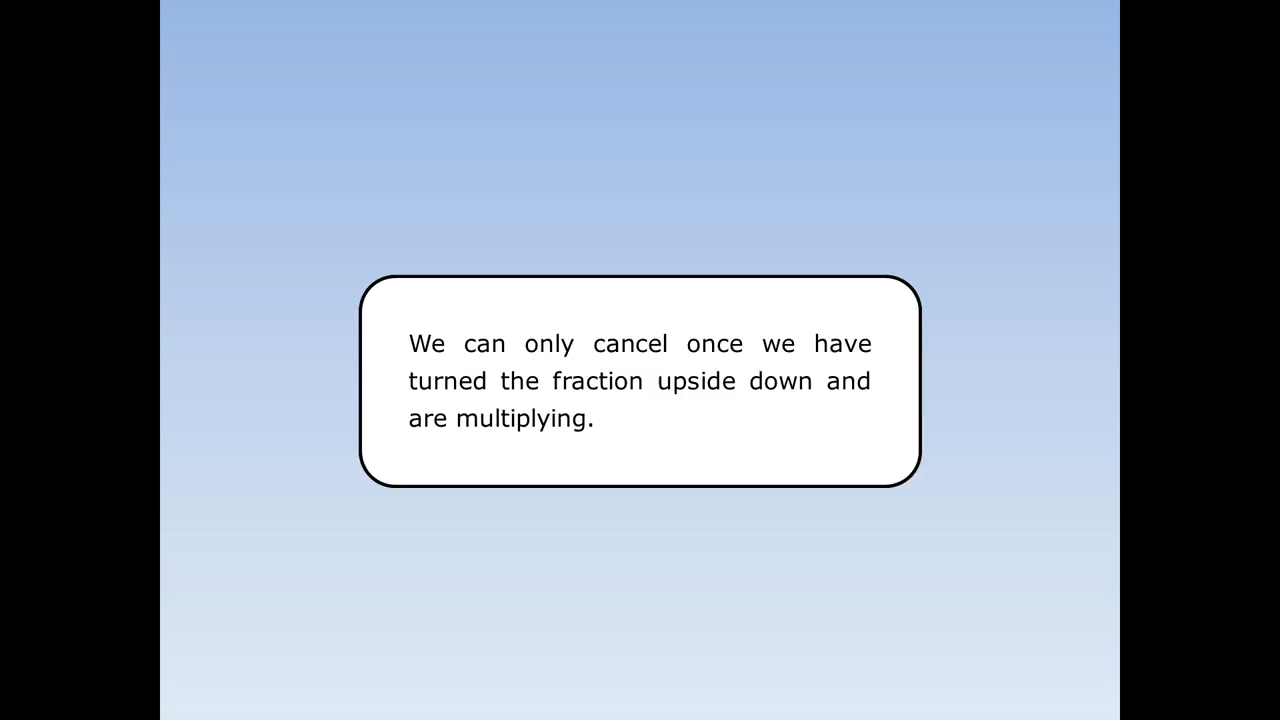 We can only cancel once we have
turned the fraction upside down and
are multiplying.